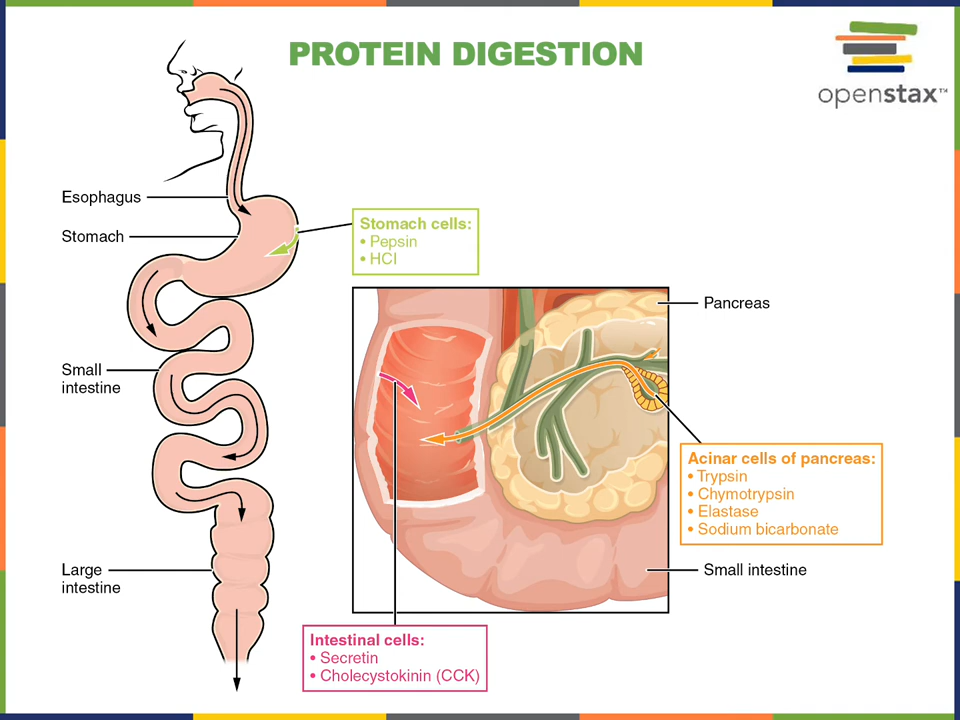 PROTEIN DIGESTION
openstax™
Esophagus
Stomach
Stomach cells:
• Pepsin
• HCl
Pancreas
Small
intestine
Acinar cells of pancreas:
• Trypsin
• Chymotrypsin
• Elastase
• Sodium bicarbonate
Large
intestine
Small intestine
Intestinal cells:
• Secretin
• Cholecystokinin (CCK)